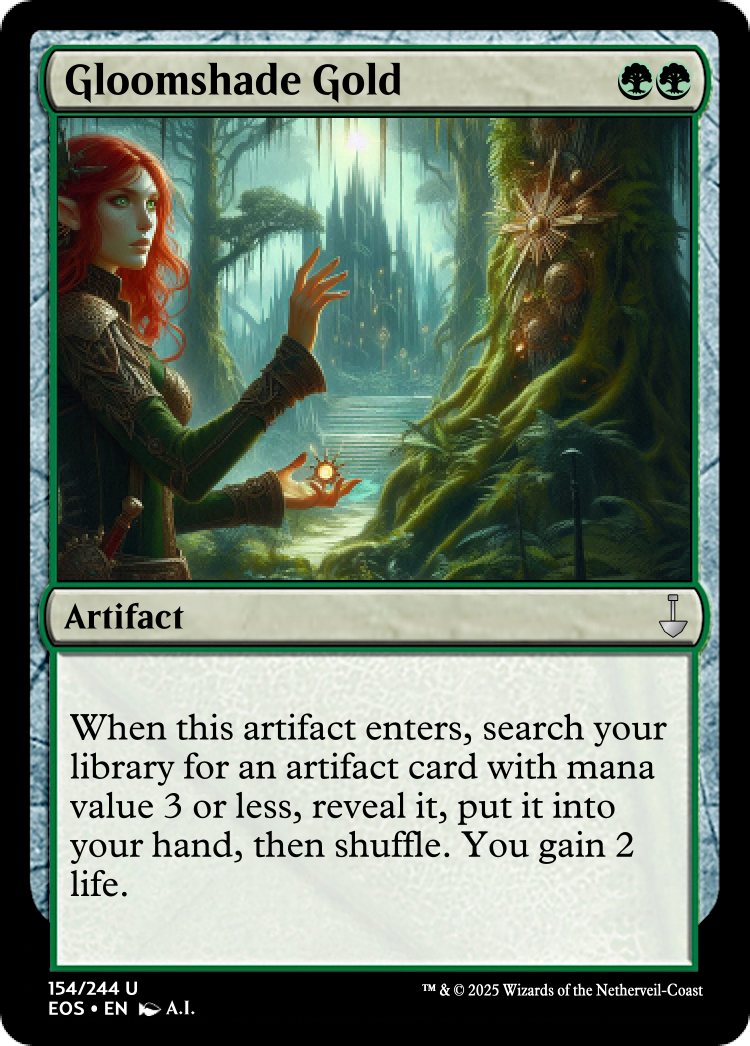 Gloomshade Gold
Artifact
When this artifact enters, search your
library for an artifact card with mana
value 3 or less, reveal it, put it into
your hand, then shuffle. You gain 2
life.
154/244 U
EOS • EN A.I.
™ & © 2025 Wizards of the Netherveil-Coast